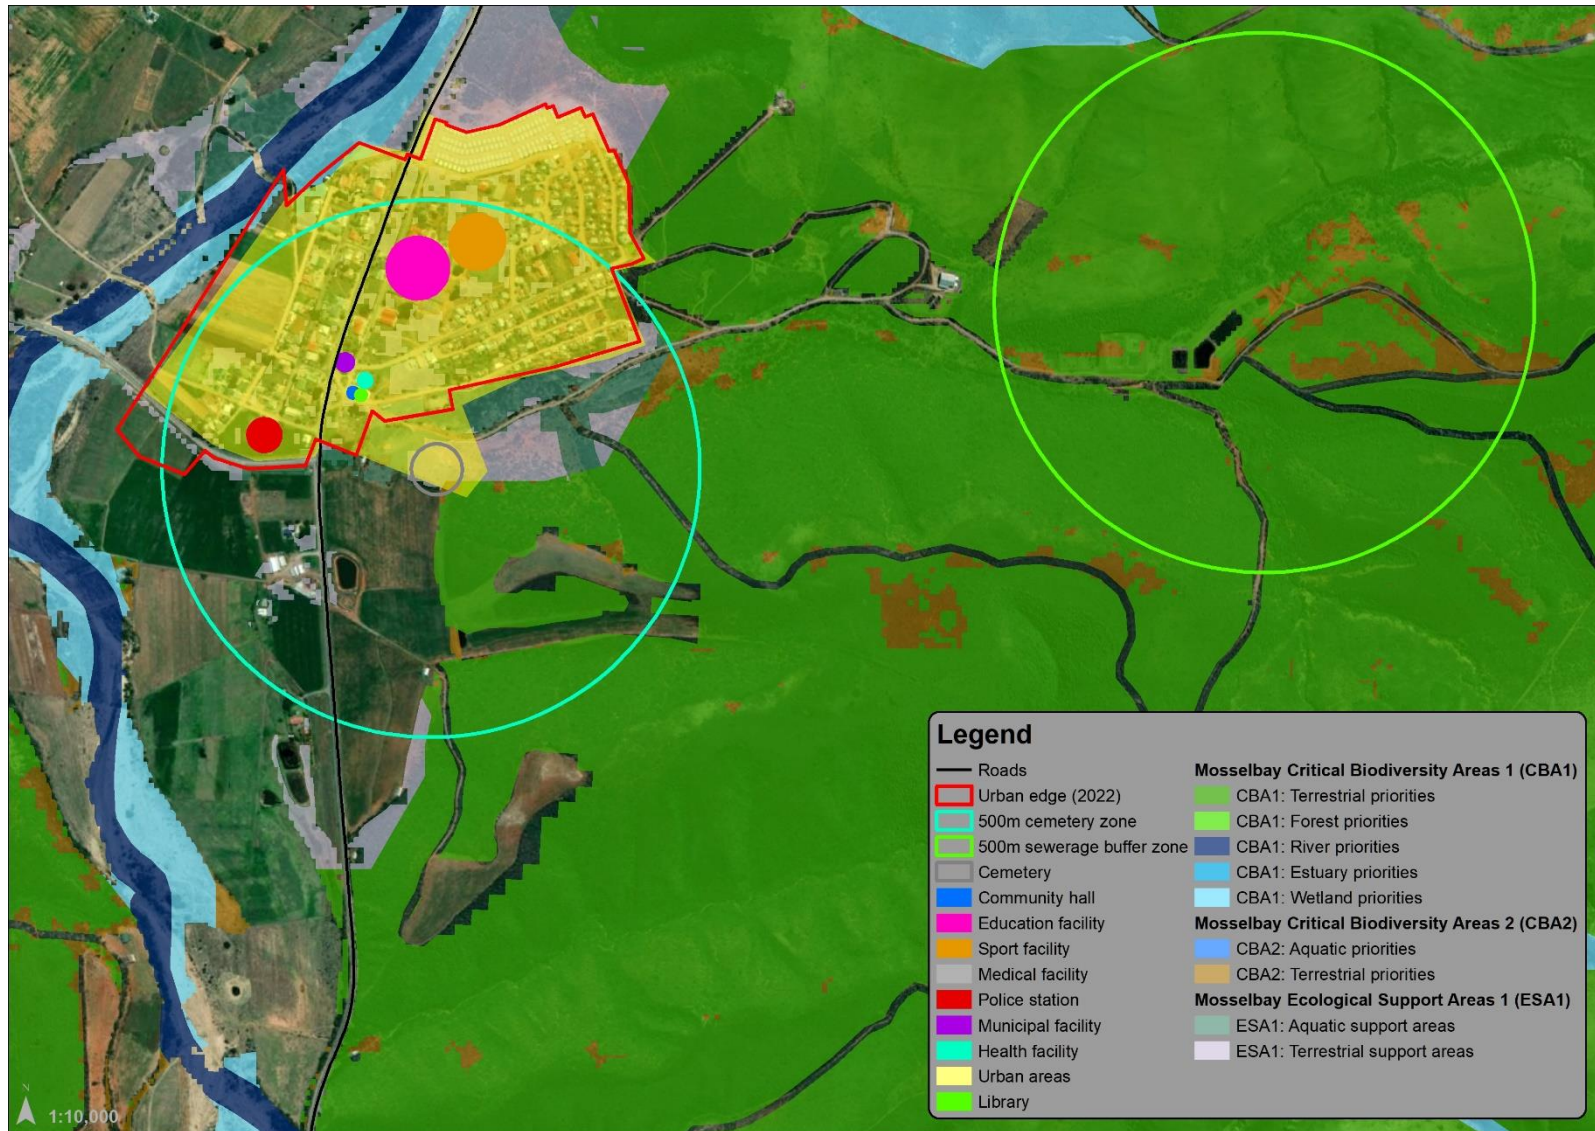 Legend
Roads
Urban edge (2022)
500m cemetery zone
500m sewerage buffer zone
Cemetery
Community hall
Education facility
Sport facility
Medical facility
Police station
Municipal facility
Health facility
Urban areas
Library
Mosselbay Critical Biodiversity Areas 1 (CBA1)
CBA1: Terrestrial priorities
CBA1: Forest priorities
CBA1: River priorities
CBA1: Estuary priorities
CBA1: Wetland priorities
Mosselbay Critical Biodiversity Areas 2 (CBA2)
CBA2: Aquatic priorities
CBA2: Terrestrial priorities
Mosselbay Ecological Support Areas 1 (ESA1)
ESA1: Aquatic support areas
ESA1: Terrestrial support areas
N
1:10,000